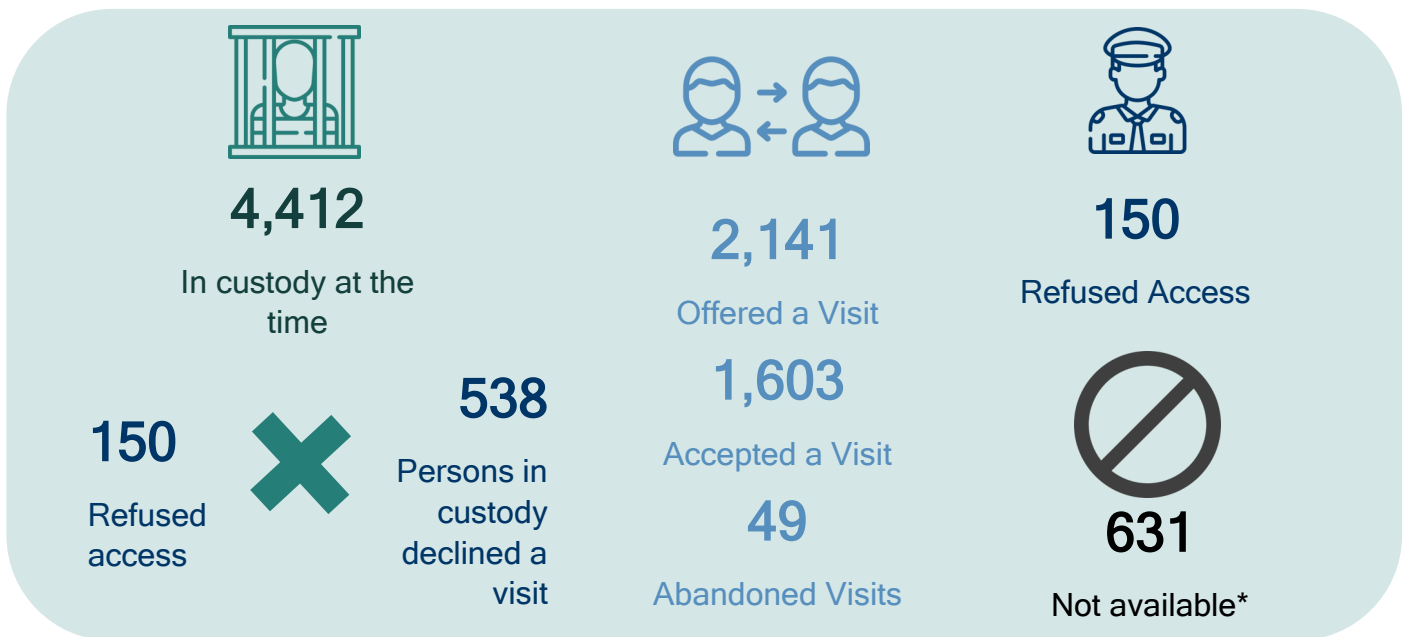 4,412
In custody at the
time
150
Refused
access
538
Persons in
custody
declined a
visit
2,141
Offered a Visit
1,603
Accepted a Visit
49
Abandoned Visits
150
Refused Access
631
Not available*